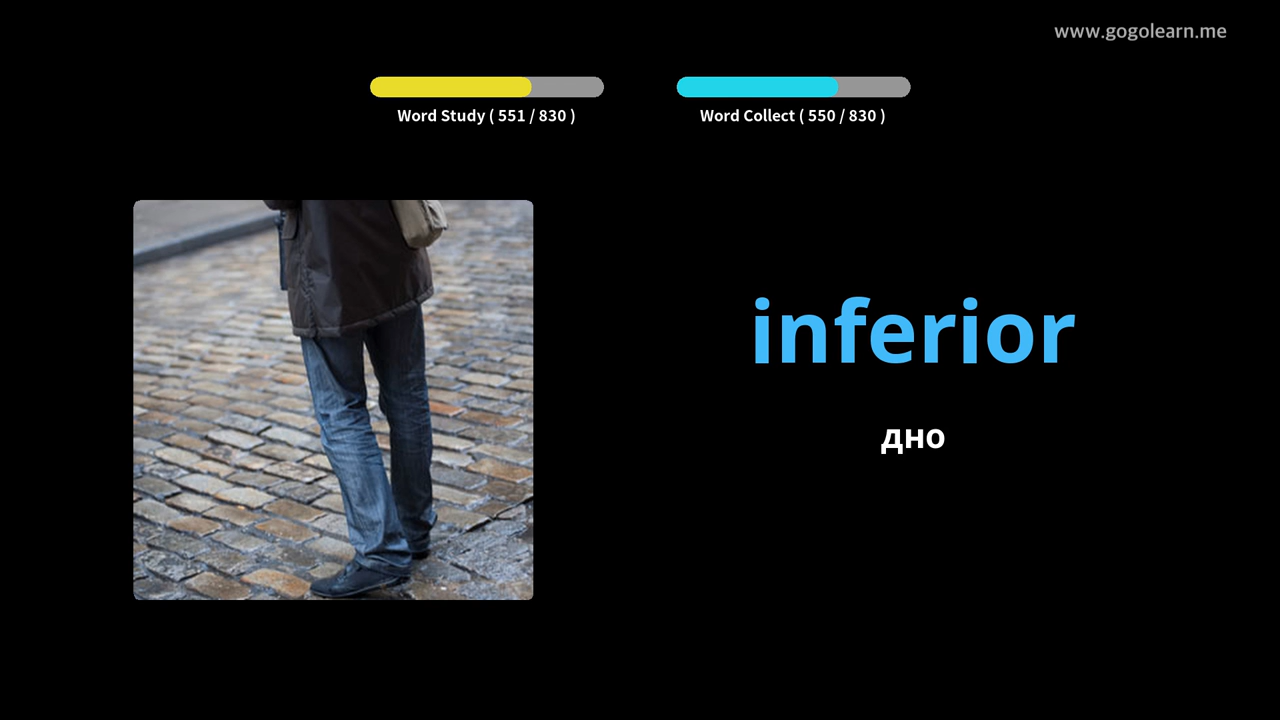 www.gogolearn.me
Word Study ( 551 / 830 )
Word Collect ( 550 / 830 )
inferior
дно